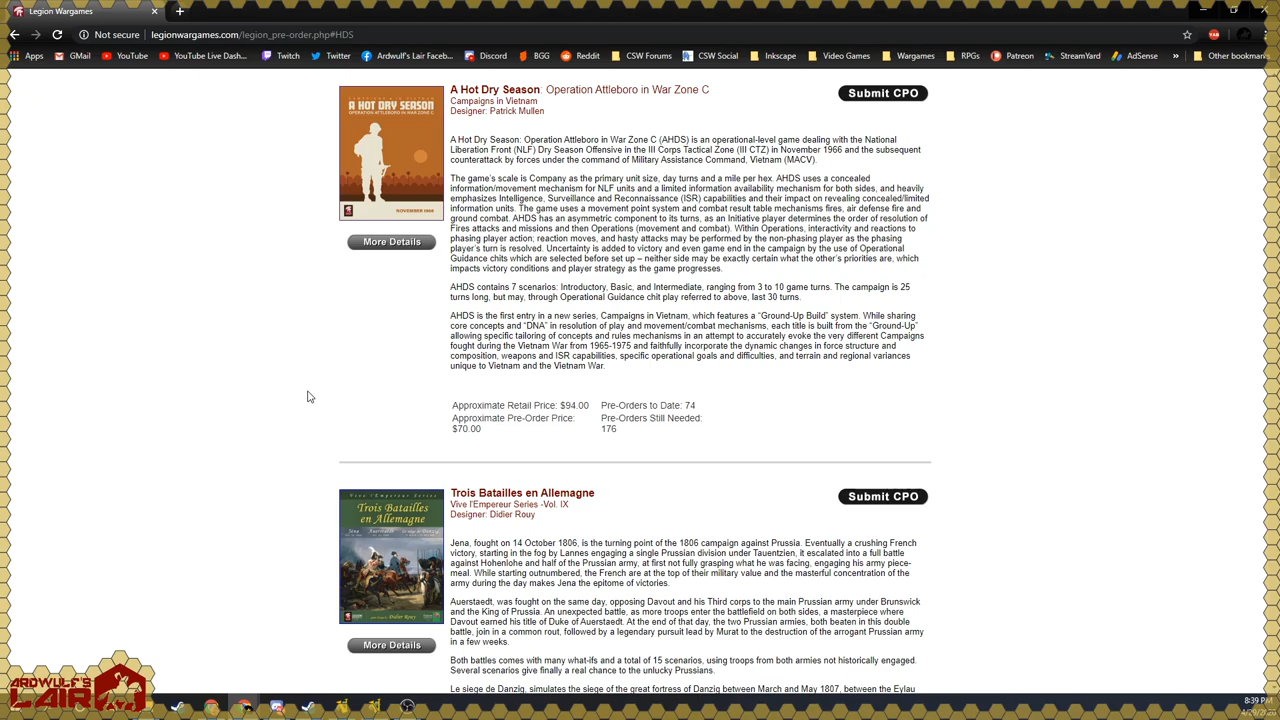 Legion Wargames
Not secure legionwargames.com/legion_pre-order.php#HDS
Apps GMail YouTube YouTube Live Dash... Twitch Twitter Ardwulf's Lair Faceb... Discord BGG Reddit CSW Forums CSW Social Inkscape Video Games Wargames RPGs Patreon StreamYard AdSense » Other bookmarks
A HOT DRY SEASON
OPERATION ATTLEBORO IN WAR ZONE C
NOVEMBER 1966
More Details
A Hot Dry Season: Operation Attleboro in War Zone C
Campaigns in Vietnam
Designer: Patrick Mullen
Submit CPO
A Hot Dry Season: Operation Attleboro in War Zone C (AHDS) is an operational-level game dealing with the National
Liberation Front (NLF) Dry Season Offensive in the III Corps Tactical Zone (III CTZ) in November 1966 and the subsequent
counterattack by forces under the command of Military Assistance Command, Vietnam (MACV).
The game's scale is Company as the primary unit size, day turns and a mile per hex. AHDS uses a concealed
information/movement mechanism for NLF units and a limited information availability mechanism for both sides, and heavily
emphasizes Intelligence, Surveillance and Reconnaissance (ISR) capabilities and their impact on revealing concealed/limited
information units. The game uses a movement point system and combat result table mechanisms fires, air defense fire and
ground combat. AHDS has an asymmetric component to its turns, as an Initiative player determines the order of resolution of
Fires attacks and missions and then Operations (movement and combat). Within Operations, interactivity and reactions to
phasing player action; reaction moves, and hasty attacks may be performed by the non-phasing player as the phasing
player's turn is resolved. Uncertainty is added to victory and even game end in the campaign by the use of Operational
Guidance chits which are selected before set up – neither side may be exactly certain what the other's priorities are, which
impacts victory conditions and player strategy as the game progresses.
AHDS contains 7 scenarios: Introductory, Basic, and Intermediate, ranging from 3 to 10 game turns. The campaign is 25
turns long, but may, through Operational Guidance chit play referred to above, last 30 turns.
AHDS is the first entry in a new series, Campaigns in Vietnam, which features a “Ground-Up Build” system. While sharing
core concepts and “DNA” in resolution of play and movement/combat mechanisms, each title is built from the “Ground-Up”
allowing specific tailoring of concepts and rules mechanisms in an attempt to accurately evoke the very different Campaigns
fought during the Vietnam War from 1965-1975 and faithfully incorporate the dynamic changes in force structure and
composition, weapons and ISR capabilities, specific operational goals and difficulties, and terrain and regional variances
unique to Vietnam and the Vietnam War.
Approximate Retail Price: $94.00 Pre-Orders to Date: 74
Approximate Pre-Order Price: Pre-Orders Still Needed:
$70.00 176
Vive l'Empereur Series
Trois Batailles
en Allemagne
Jena Auerstaedt
Didier Rouy
More Details
Trois Batailles en Allemagne
Vive l'Empereur Series -Vol. IX
Designer: Didier Rouy
Submit CPO
Jena, fought on 14 October 1806, is the turning point of the 1806 campaign against Prussia. Eventually a crushing French
victory, starting in the fog by Lannes engaging a single Prussian division under Tauentzien, it escalated into a full battle
against Hohenlohe and half of the Prussian army, at first not fully grasping what he was facing, engaging his army piece-
meal. While starting outnumbered, the French are at the top of their military value and the masterful concentration of the
army during the day makes Jena the epitome of victories.
Auerstaedt, was fought on the same day, opposing Davout and his Third corps to the main Prussian army under Brunswick
and the King of Prussia. An unexpected battle, as more troops enter the battlefield on both sides, a masterpiece where
Davout earned his title of Duke of Auerstaedt. At the end of that day, the two Prussian armies, both beaten in this double
battle, join in a common rout, followed by a legendary pursuit lead by Murat to the destruction of the arrogant Prussian army
in a few weeks.
Both battles comes with many what-ifs and a total of 15 scenarios, using troops from both armies not historically engaged.
Several scenarios give finally a real chance to the unlucky Prussians.
Le siege de Danzig, simulates the siege of the great fortress of Danzig between March and May 1807, between the Eylau
ARDWULF'S
LAIR
8:39 PM